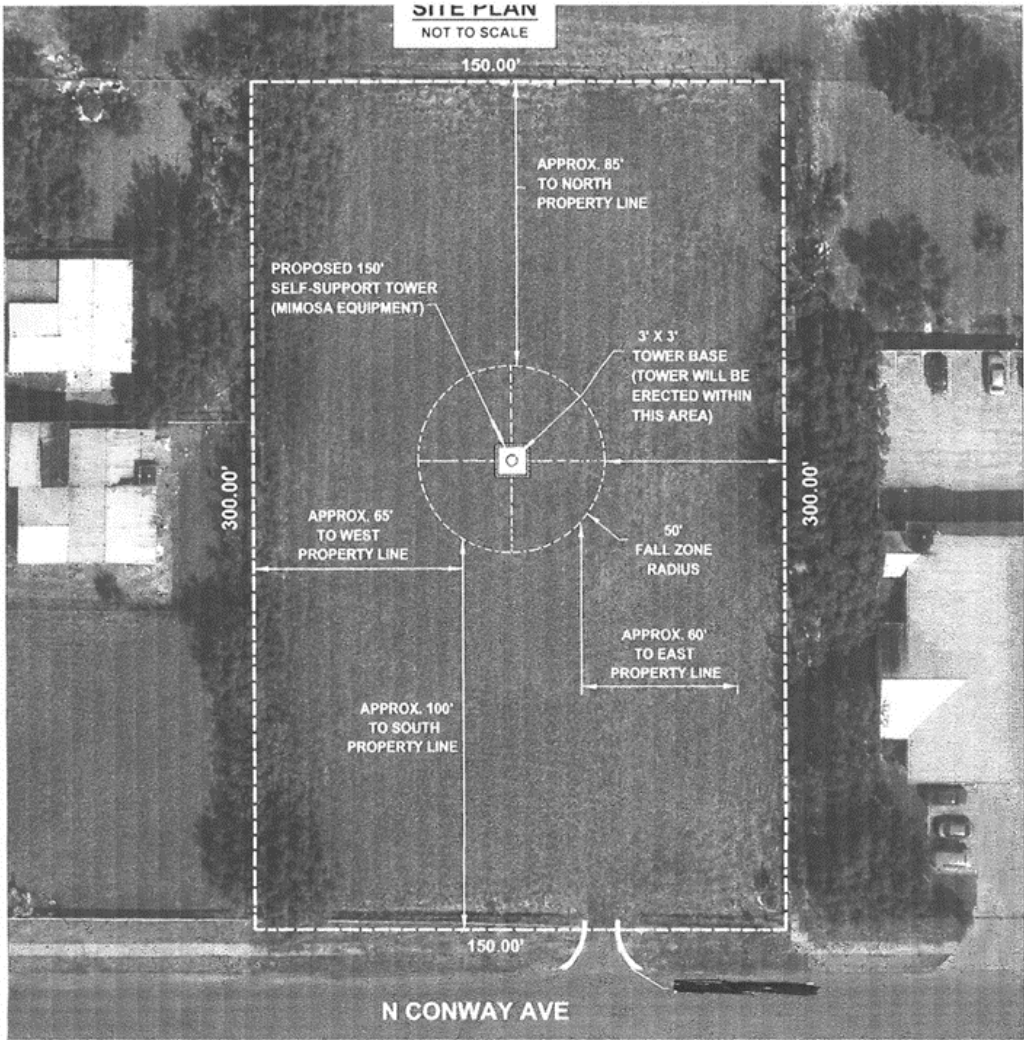 SITE PLAN
NOT TO SCALE
150.00'
APPROX. 85'
TO NORTH
PROPERTY LINE
PROPOSED 150'
SELF-SUPPORT TOWER
(MIMOSA EQUIPMENT)
3' X 3'
TOWER BASE
(TOWER WILL BE
ERECTED WITHIN
THIS AREA)
300.00'
300.00'
APPROX. 65'
TO WEST
PROPERTY LINE
50'
FALL ZONE
RADIUS
APPROX. 60'
TO EAST
PROPERTY LINE
APPROX. 100'
TO SOUTH
PROPERTY LINE
150.00'
N CONWAY AVE